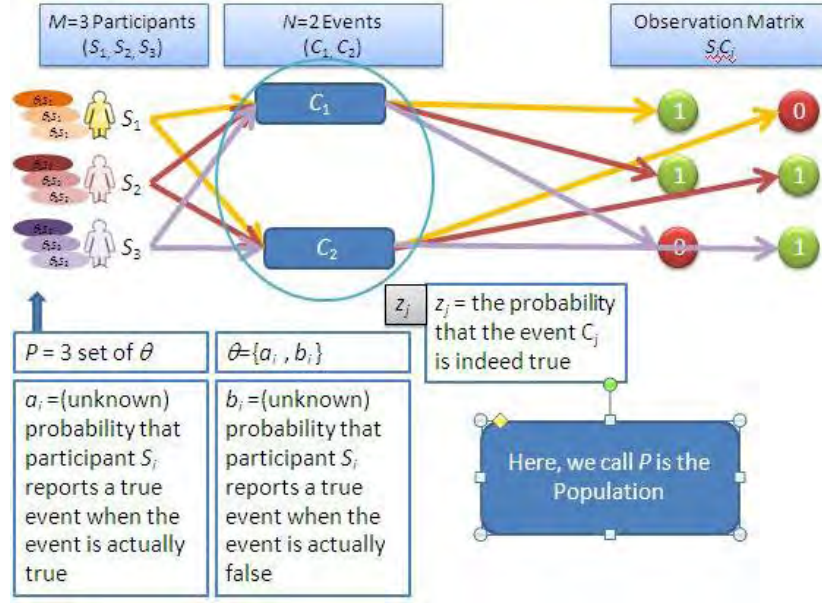 M=3 Participants
(S1, S2, S3)
N=2 Events
(C1, C2)
Observation Matrix
SiCj
S1
S2
S3
C1
C2
1
0
1
1
0
1
zj
zj = the probability
that the event Cj
is indeed true
P = 3 set of θ
θ={ai , bi}
ai =(unknown)
probability that
participant Si
reports a true
event when the
event is actually
true
bi =(unknown)
probability that
participant Si
reports a true
event when the
event is actually
false
Here, we call P is the
Population